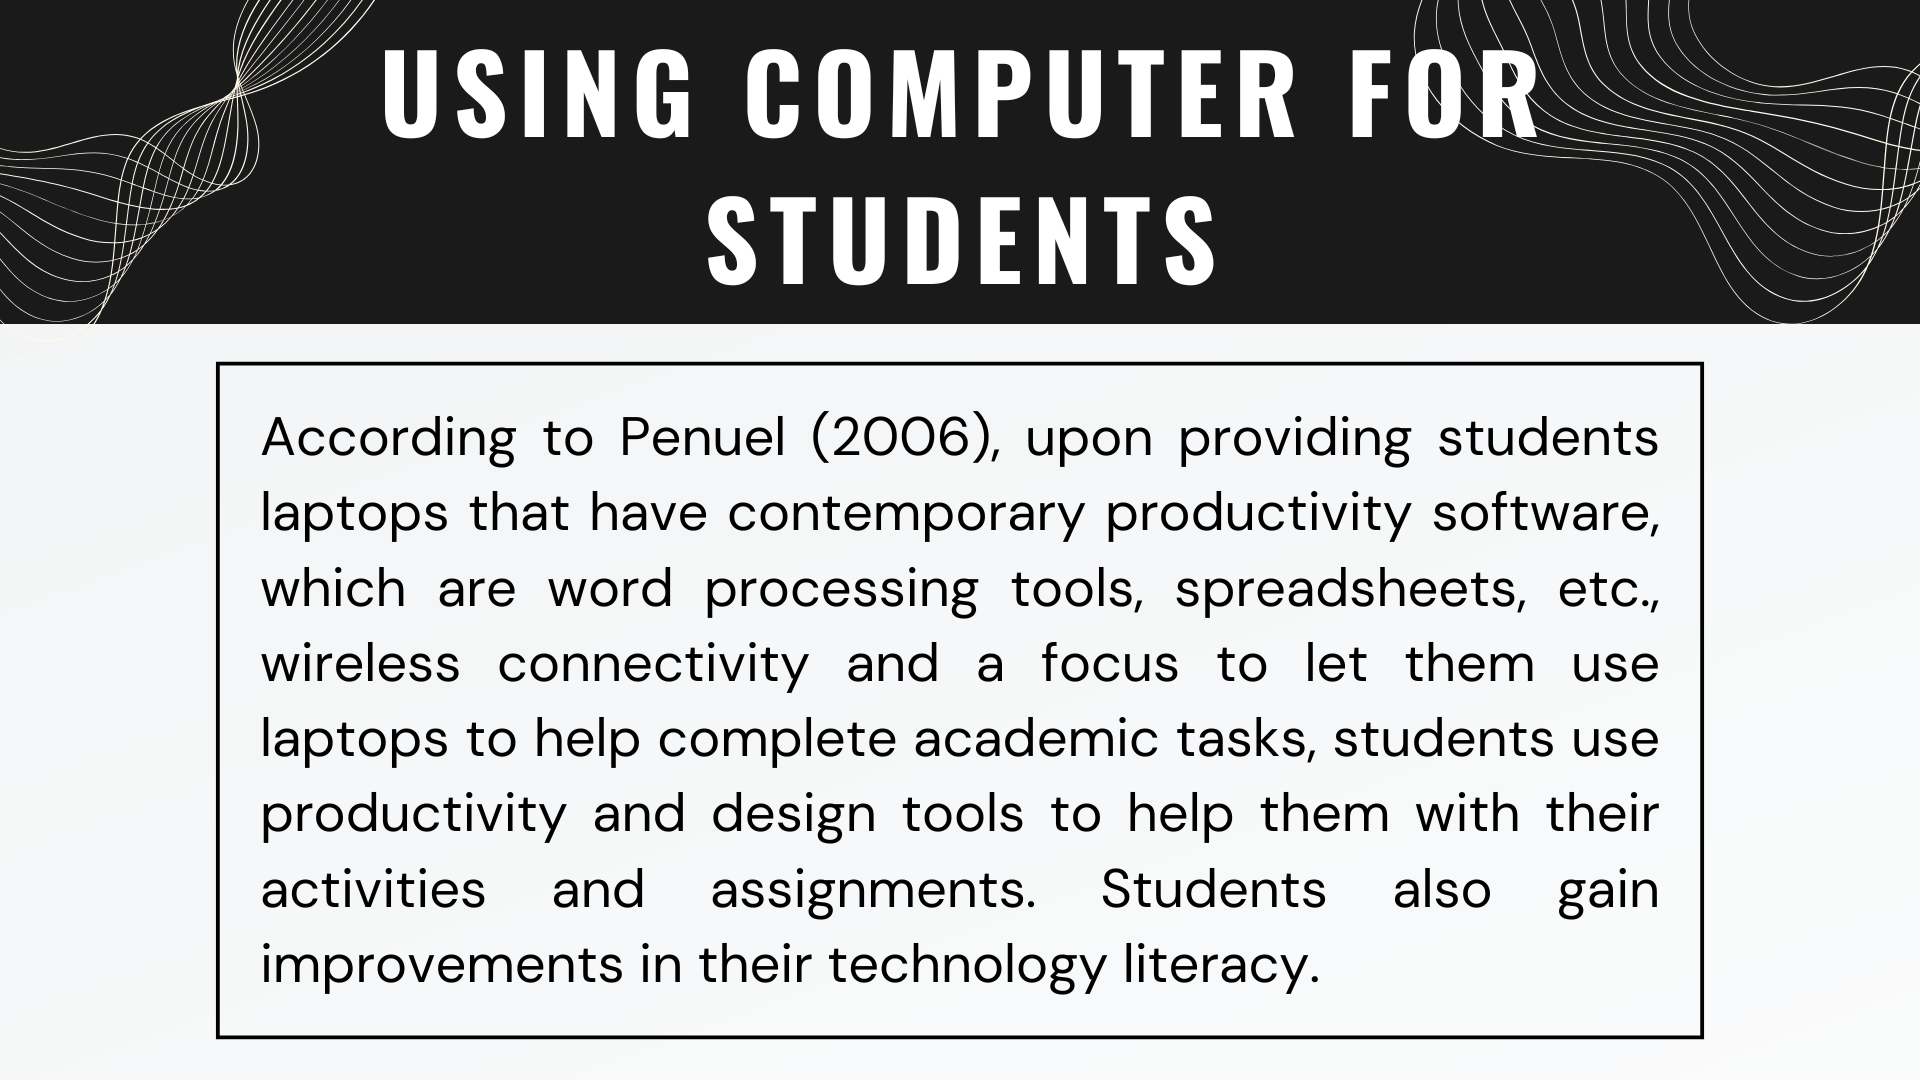 USING COMPUTER FOR
STUDENTS
According to Penuel (2006), upon providing students
laptops that have contemporary productivity software,
which are word processing tools, spreadsheets, etc.,
wireless connectivity and a focus to let them use
laptops to help complete academic tasks, students use
productivity and design tools to help them with their
activities and assignments. Students also gain
improvements in their technology literacy.